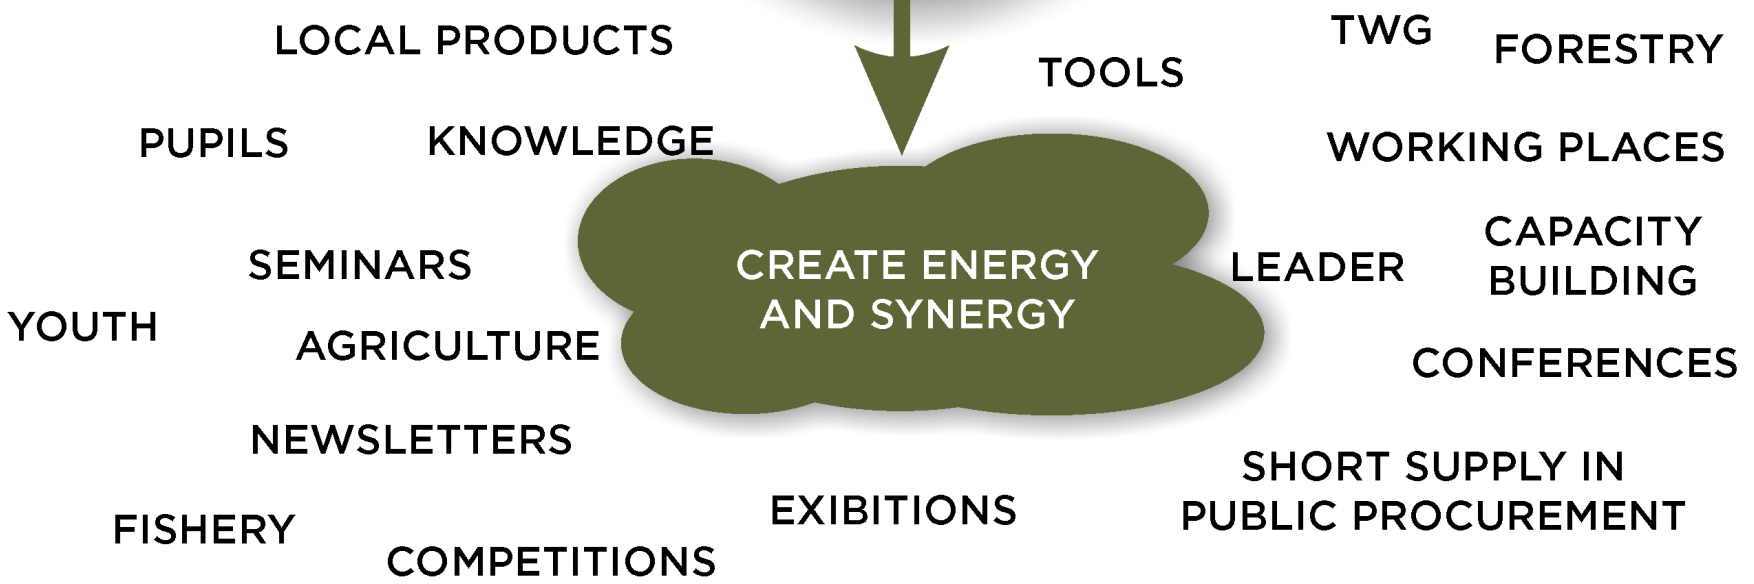 LOCAL PRODUCTS
TWG
FORESTRY
TOOLS
PUPILS
KNOWLEDGE
WORKING PLACES
SEMINARS
CREATE ENERGY
AND SYNERGY
LEADER
CAPACITY
BUILDING
YOUTH
AGRICULTURE
CONFERENCES
NEWSLETTERS
SHORT SUPPLY IN
PUBLIC PROCUREMENT
EXIBITIONS
FISHERY
COMPETITIONS